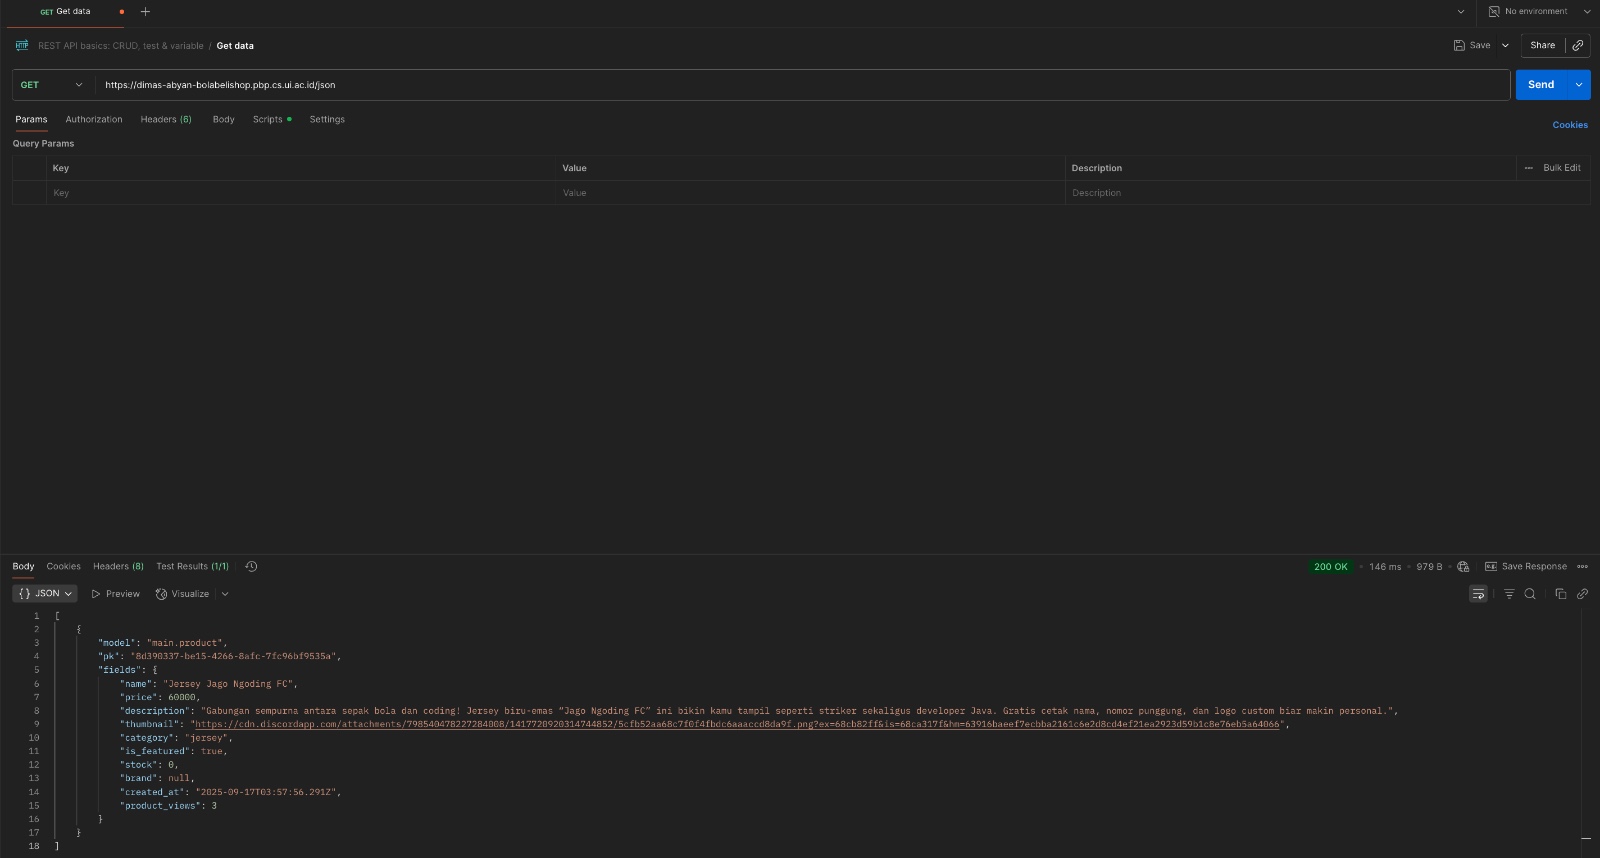 GET Get data
No environment
HTTP REST API basics: CRUD, test & variable / Get data
Save
Share
GET
https://dimas-abyan-bolabelishop.pbp.cs.ui.ac.id/json
Send
Params Authorization Headers (6) Body Scripts Settings
Cookies
Query Params
Key Value Description Bulk Edit
Key Value Description
Body Cookies Headers (8) Test Results (1/1)
200 OK • 146 ms • 979 B •
Save Response
{} JSON Preview Visualize
1 [
2 {
3 "model": "main.product",
4 "pk": "8d390337-be15-4266-8afc-7fc96bf9535a",
5 "fields": {
6 "name": "Jersey Jago Ngoding FC",
7 "price": 60000,
8 "description": "Gabungan sempurna antara sepak bola dan coding! Jersey biru-emas “Jago Ngoding FC” ini bikin kamu tampil seperti striker sekaligus developer Java. Gratis cetak nama, nomor punggung, dan logo custom biar makin personal.",
9 "thumbnail": "https://cdn.discordapp.com/attachments/798540478227284008/1417720920314744852/5cfb52aa68c7f0f4fbdc6aaaccd8da9f.png?ex=68cb82ff&is=68ca317f&hm=63916baeef7ecbba2161c6e2d8cd4ef21ea2923d59b1c8e76eb5a64066",
10 "category": "jersey",
11 "is_featured": true,
12 "stock": 0,
13 "brand": null,
14 "created_at": "2025-09-17T03:57:56.291Z",
15 "product_views": 3
16 }
17 }
18 ]